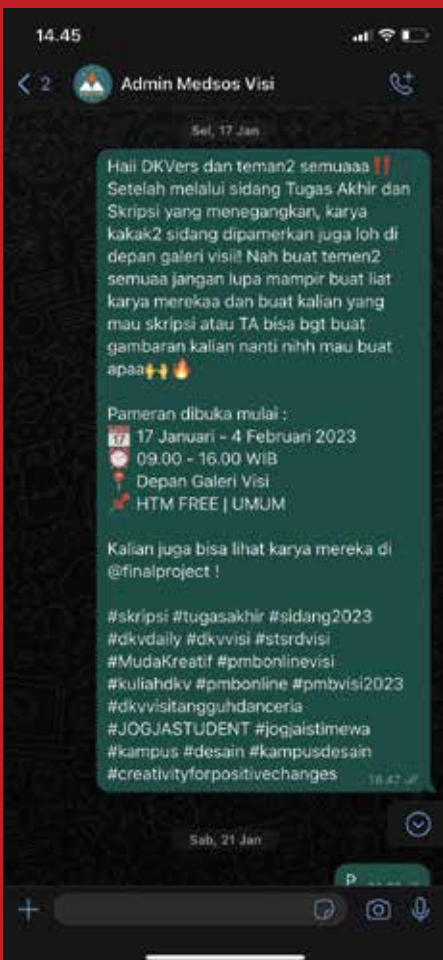 14.45
2 Admin Medsos Visi
Sel, 17 Jan
Haii DKVers dan teman2 semuaaa‼️
Setelah melalui sidang Tugas Akhir dan
Skripsi yang menegangkan, karya
kakak2 sidang dipamerkan juga loh di
depan galeri visi! Nah buat temen2
semuaa jangan lupa mampir buat liat
karya merekaa dan buat kalian yang
mau skripsi atau TA bisa bgt buat
gambaran kalian nanti nihh mau buat
apaa🙌🔥
Pameran dibuka mulai :
📅 17 Januari - 4 Februari 2023
⏰ 09.00 - 16.00 WIB
📍 Depan Galeri Visi
📌 HTM FREE | UMUM
Kalian juga bisa lihat karya mereka di
@finalproject !
#skripsi #tugasakhir #sidang2023
#dkvdaily #dkvvisi #stsrdvisi
#MudaKreatif #pmbonlinevisi
#kuliahdkv #pmbonline #pmbvisi2023
#dkvvisitangguhdanceria
#JOGJASTUDENT #jogjaistimewa
#kampus #desain #kampusdesain
#creativityforpositivechanges
18.47
Sab, 21 Jan
P